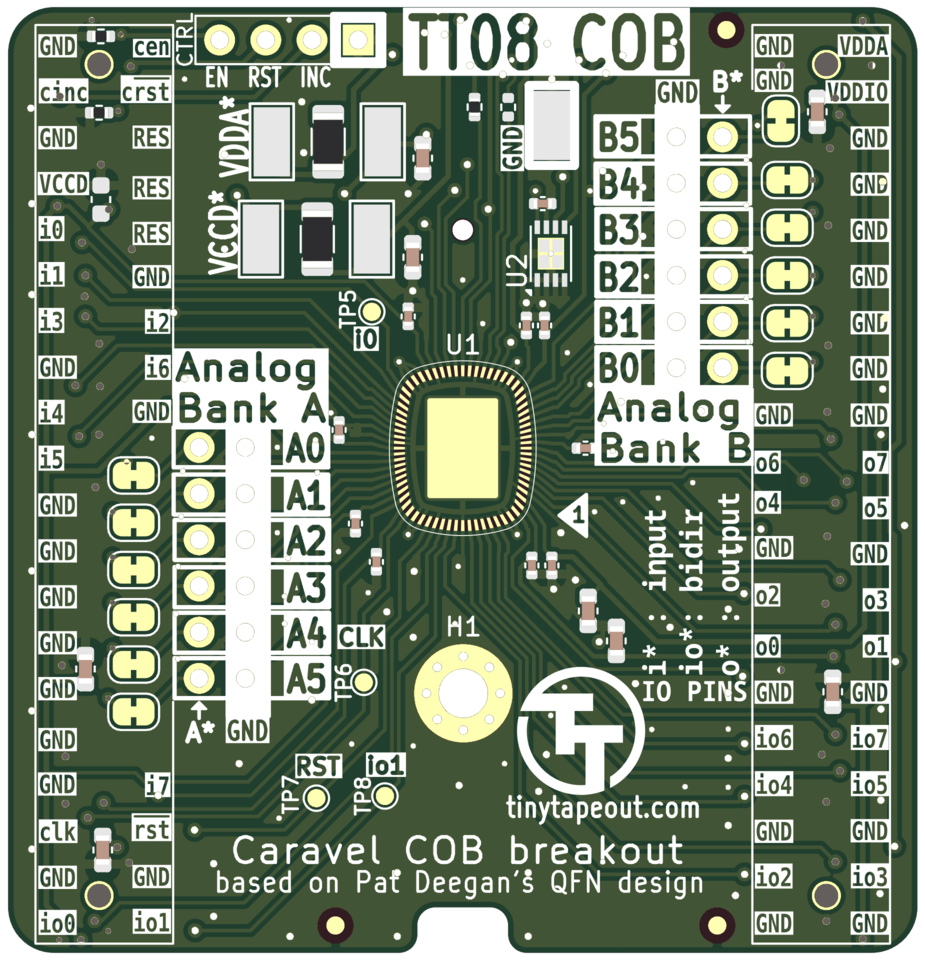 CTRL
EN RST INC
TT08 COB
GND
cen
cinc
crst
GND
RES
VCCD
RES
i0
RES
i1
GND
i3
i2
GND
i6
i4
GND
i5
GND
GND
GND
GND
GND
GND
GND
i7
clk
rst
GND
GND
io0
io1
VDDA*
VCCD*
GND
U2
TP5
i0
U1
GND
B*
B5
B4
B3
B2
B1
B0
Analog
Bank B
Analog
Bank A
A0
A1
A2
A3
A4
A5
A*
GND
1
CLK
TP6
H1
RST
TP7
io1
TP8
i* : input
io*: bidir
o* : output
IO PINS
GND
VDDA
GND
VDDIO
GND
GND
GND
GND
GND
GND
GND
GND
o6
o7
o4
o5
GND
GND
o2
o3
o0
o1
GND
GND
io6
io7
io4
io5
GND
GND
io2
io3
GND
GND
T
T
tinytapeout.com
Caravel COB breakout
based on Pat Deegan's QFN design